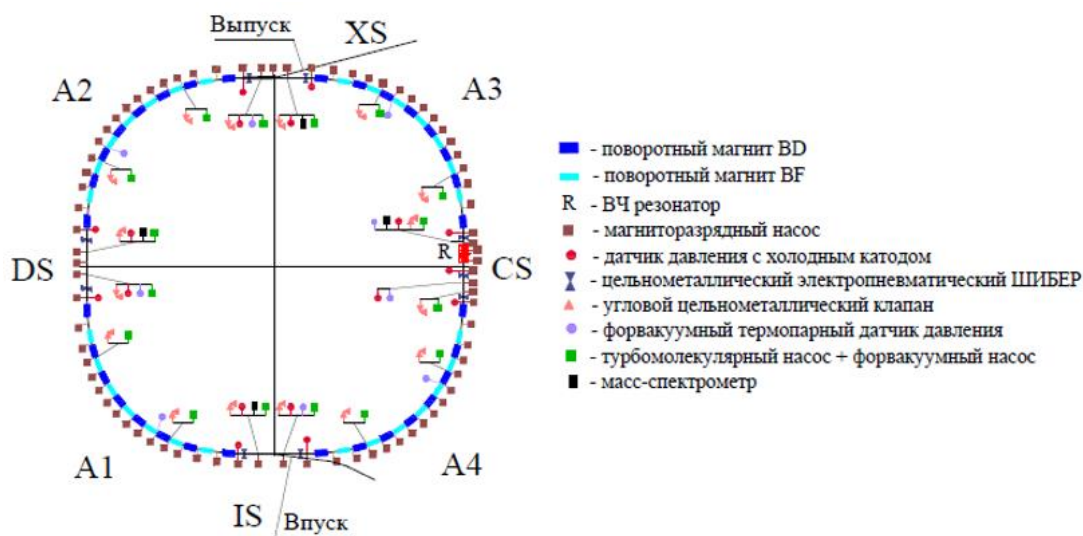 Выпуск
XS
A2
A3
- поворотный магнит BD
- поворотный магнит BF
R - ВЧ резонатор
- магниторазрядный насос
R
- датчик давления с холодным катодом
DS
CS
- цельнометаллический электропневматический ШИБЕР
- угловой цельнометаллический клапан
- форвакуумный термопарный датчик давления
- турбомолекулярный насос + форвакуумный насос
- масс-спектрометр
A1
A4
IS
Впуск